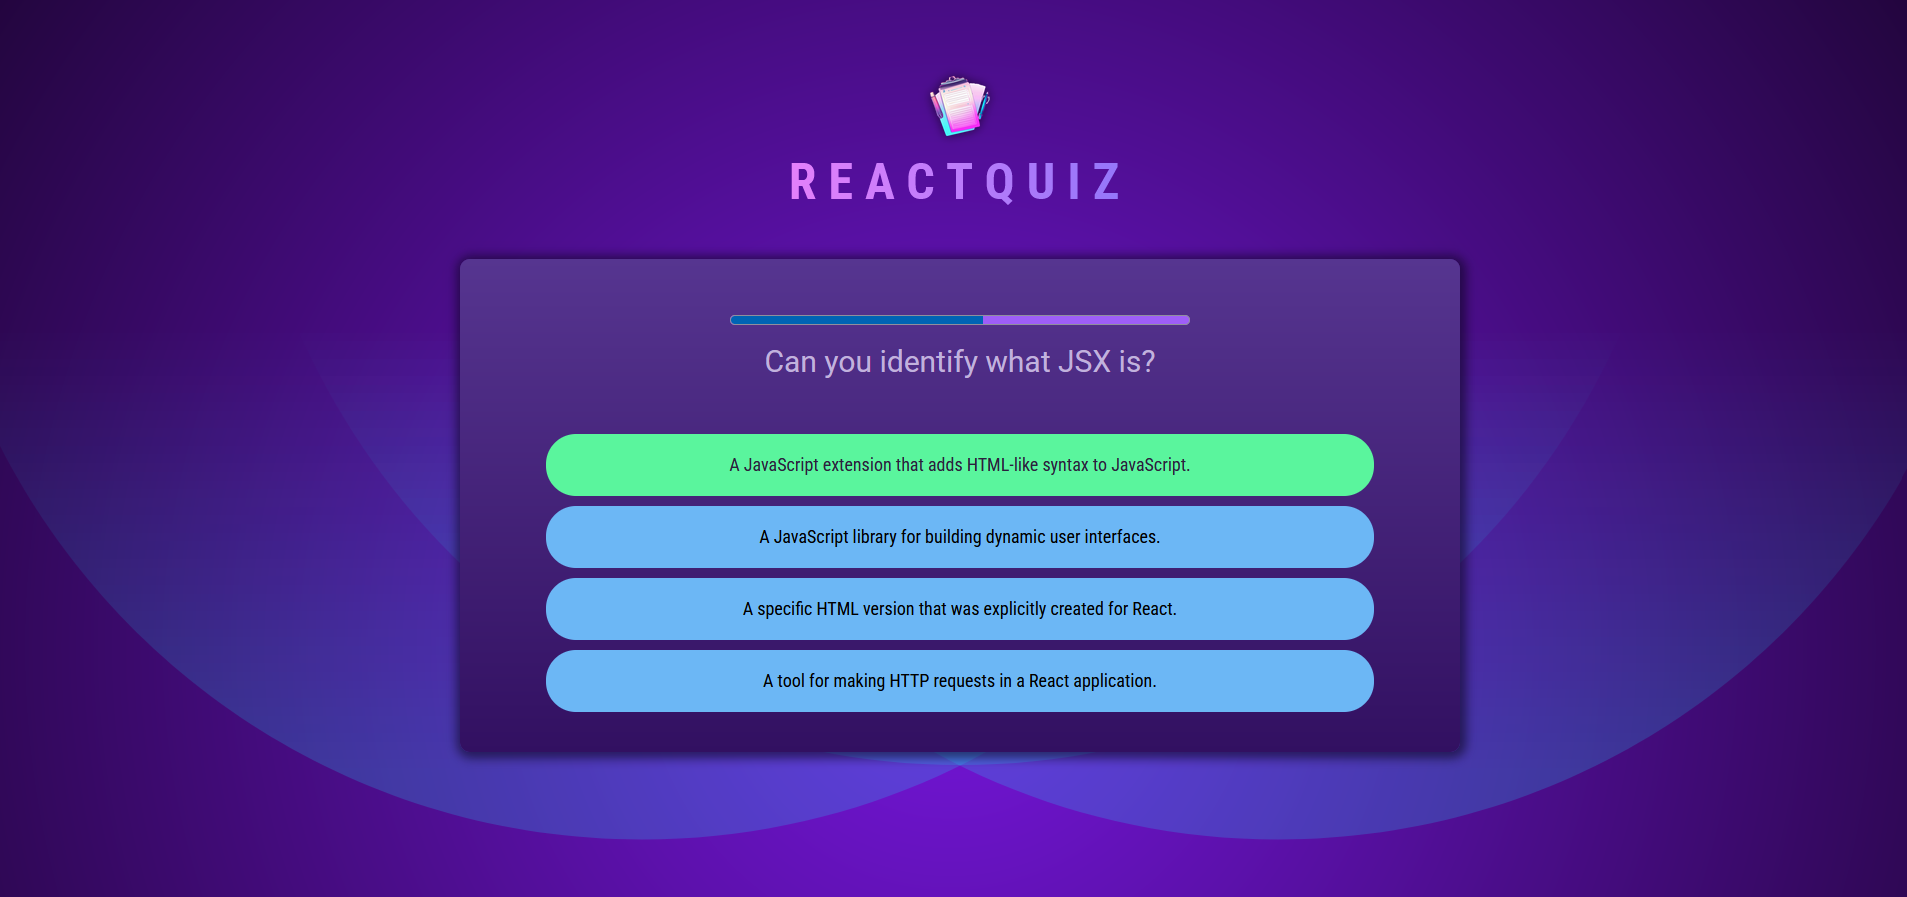 REACTQUIZ
Can you identify what JSX is?
A JavaScript extension that adds HTML-like syntax to JavaScript.
A JavaScript library for building dynamic user interfaces.
A specific HTML version that was explicitly created for React.
A tool for making HTTP requests in a React application.